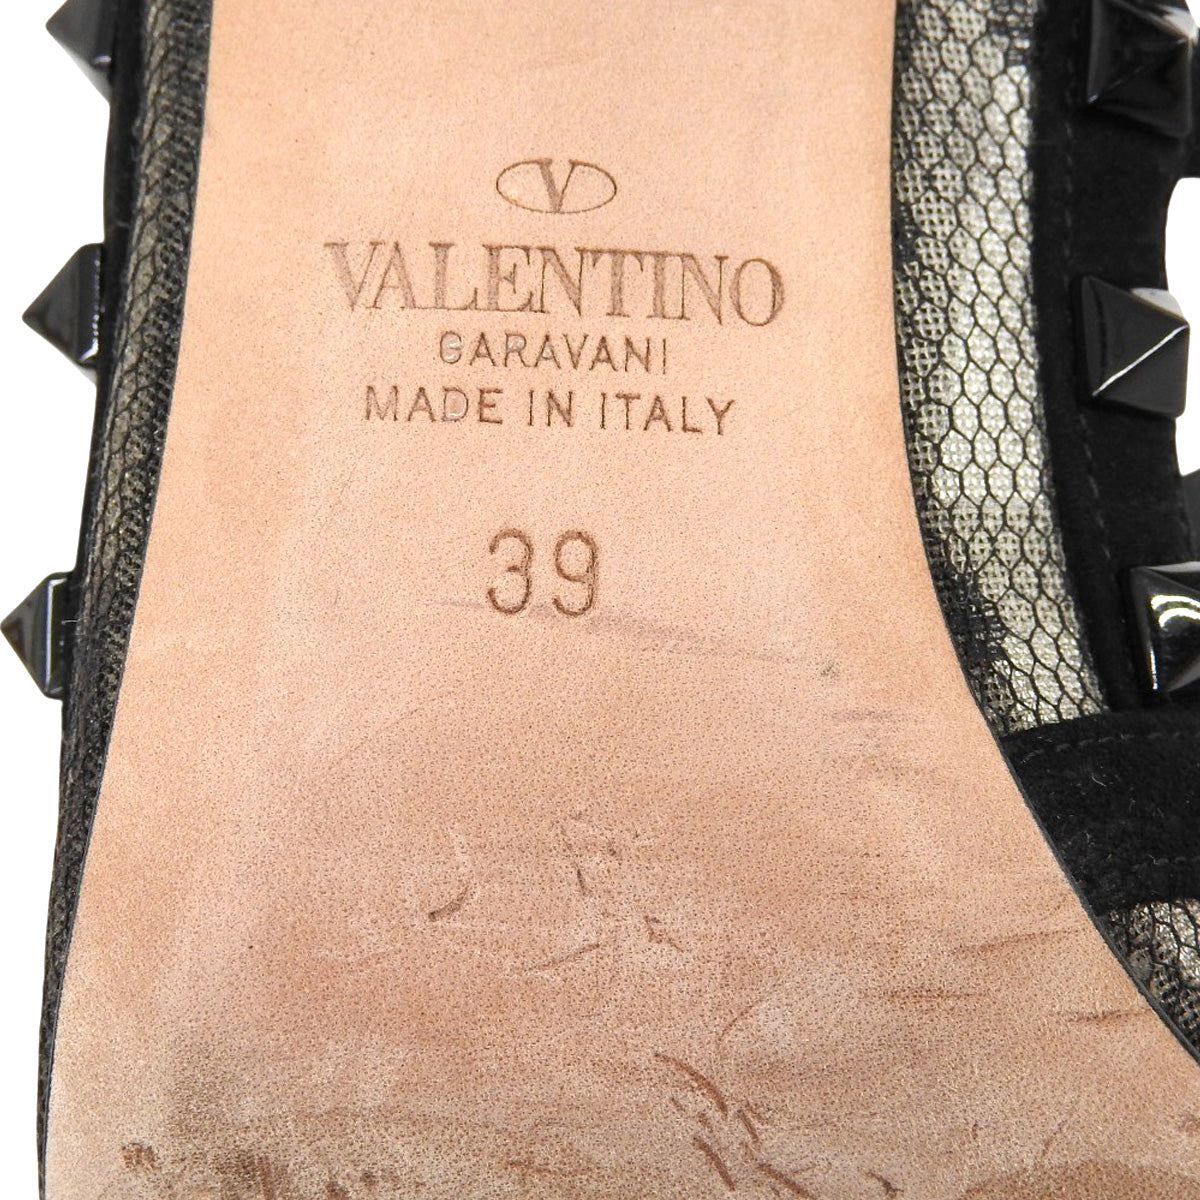 V
VALENTINO
GARAVANI
MADE IN ITALY
39